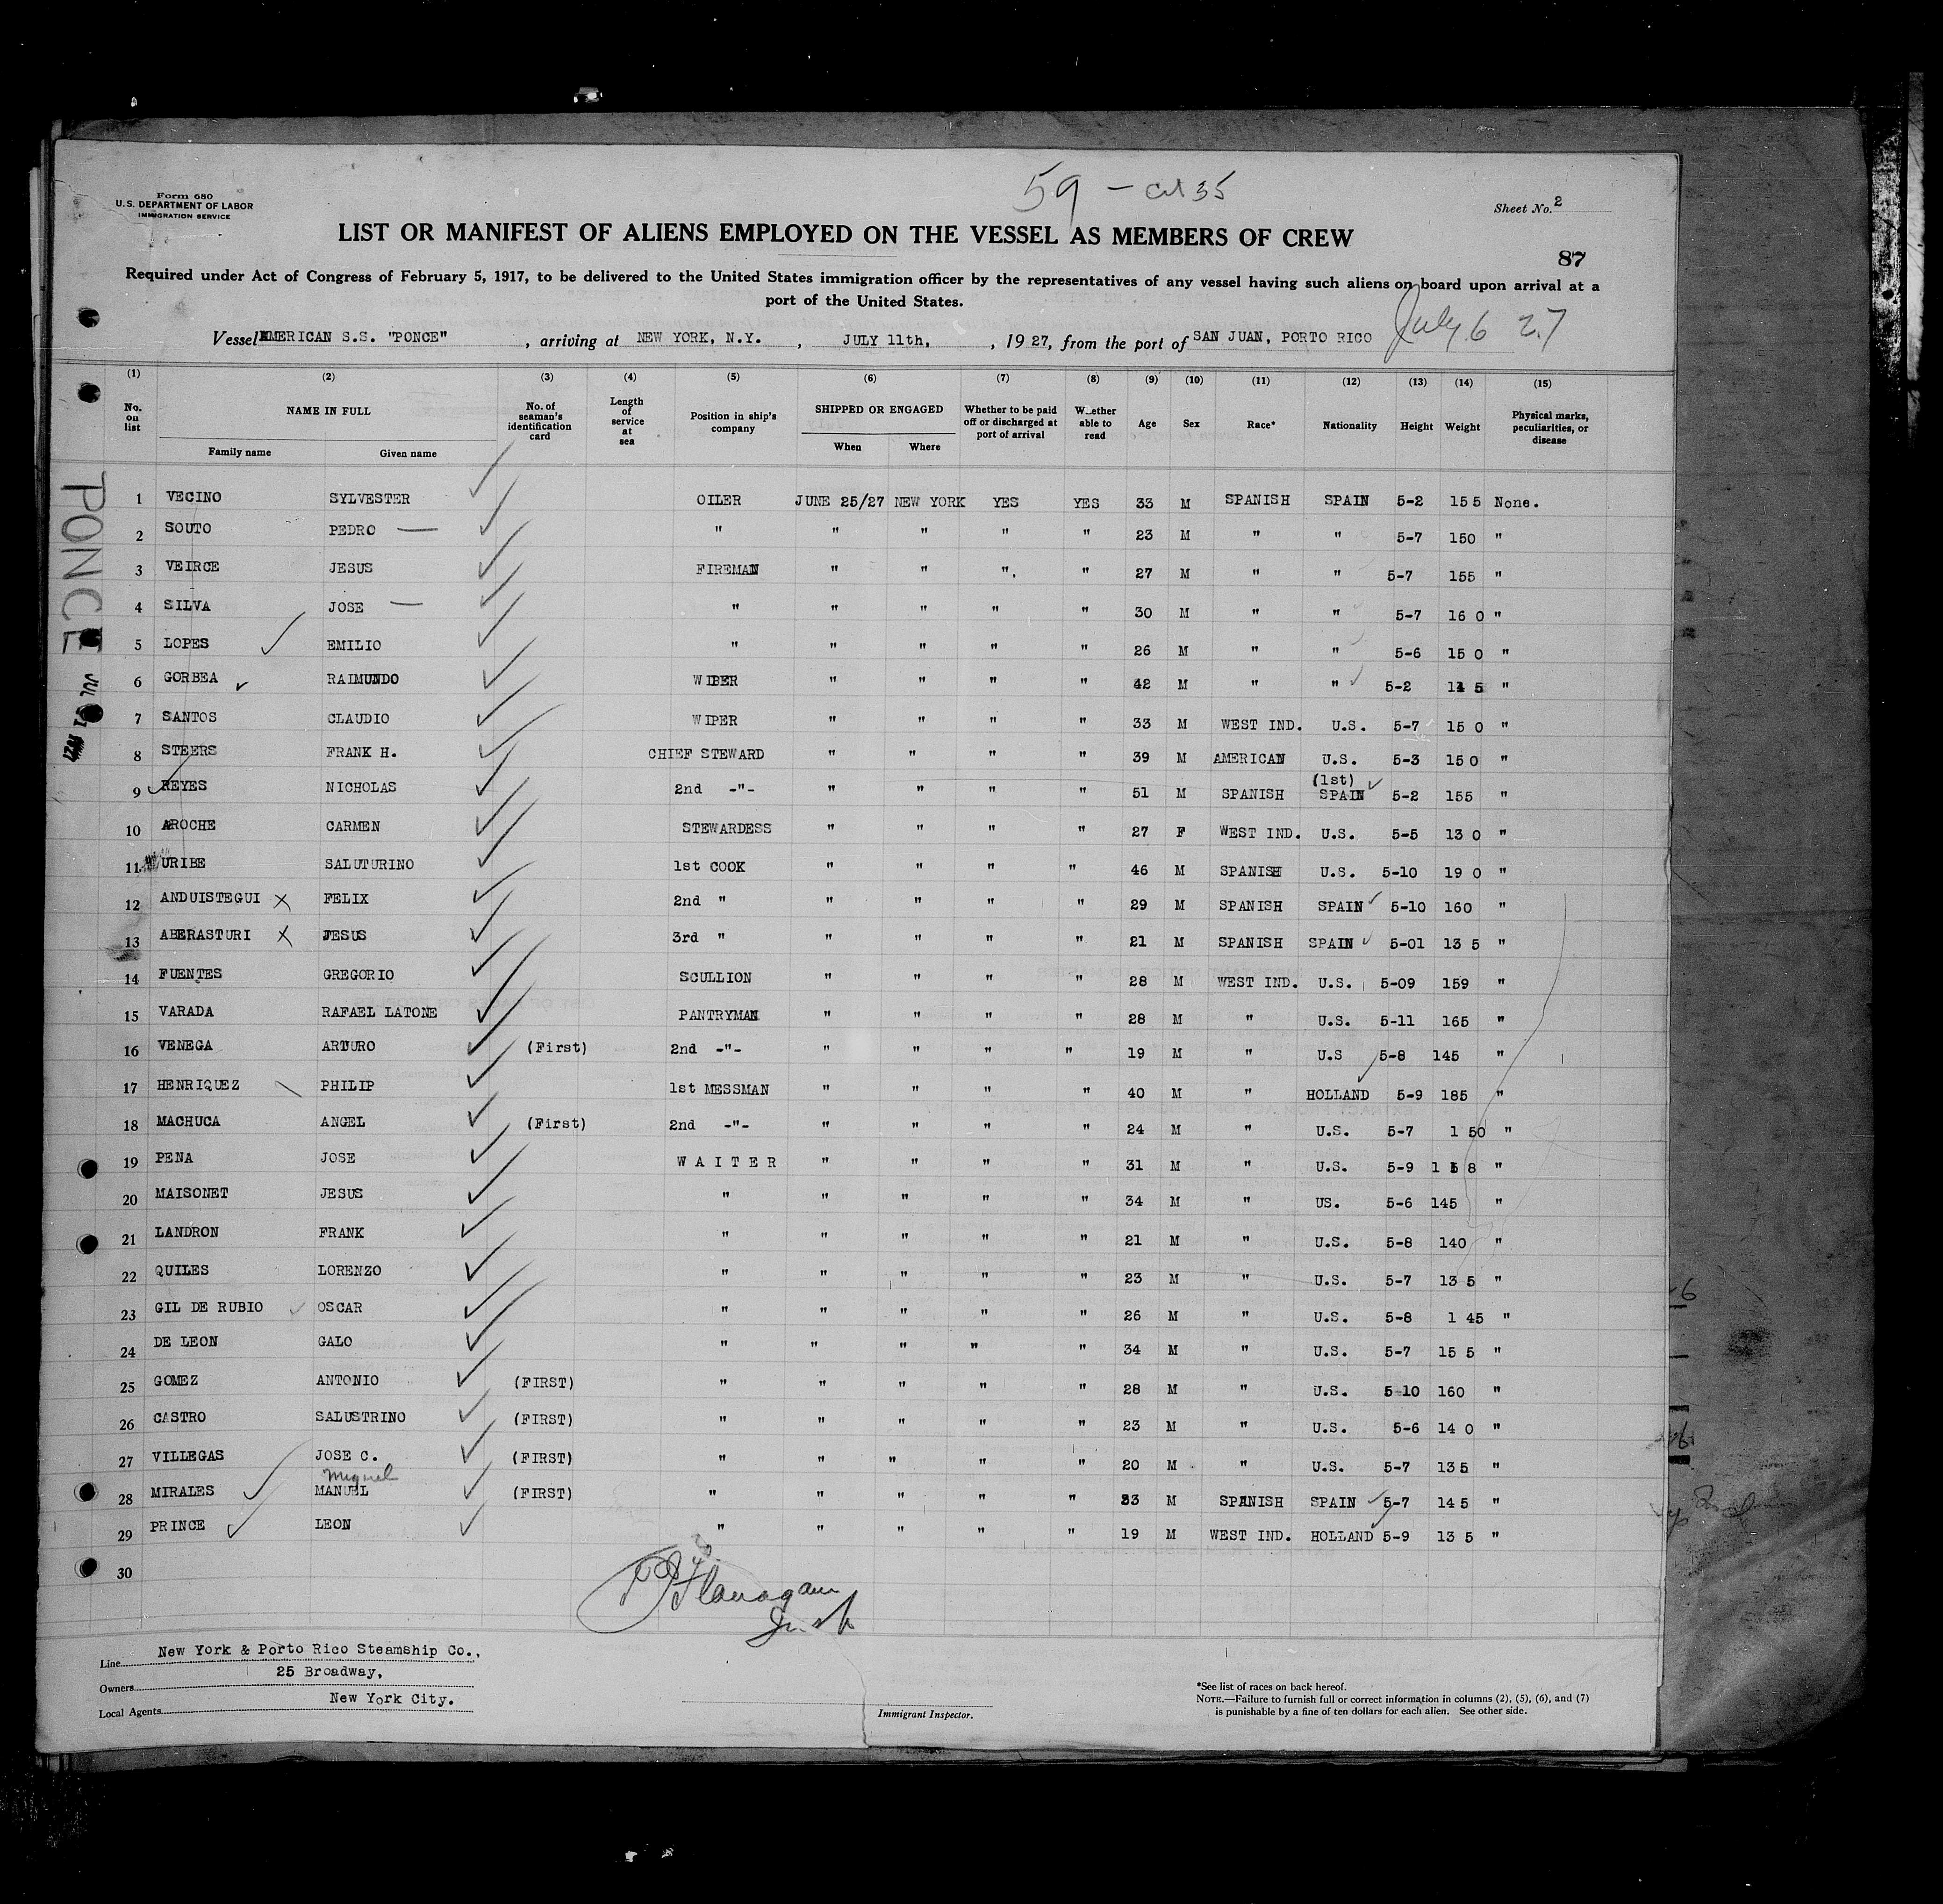 59 - al 35
Form 680
U.S. DEPARTMENT OF LABOR
IMMIGRATION SERVICE
Sheet No. 2
LIST OR MANIFEST OF ALIENS EMPLOYED ON THE VESSEL AS MEMBERS OF CREW
87
Required under Act of Congress of February 5, 1917, to be delivered to the United States immigration officer by the representatives of any vessel having such aliens on board upon arrival at a
port of the United States.
Vessel AMERICAN S.S. "PONCE", arriving at NEW YORK, N.Y., JULY 11th, , 1927, from the port of SAN JUAN, PORTO RICO July 6 27
(1) (2) (3) (4) (5) (6) (7) (8) (9) (10) (11) (12) (13) (14) (15)
No. on list NAME IN FULL Family name Given name No. of seaman's identification card Length of service at sea Position in ship's company SHIPPED OR ENGAGED When Where Whether to be paid off or discharged at port of arrival Whether able to read Age Sex Race* Nationality Height Weight Physical marks, peculiarities, or disease
PONCE
1 VECINO SYLVESTER OILER JUNE 25/27 NEW YORK YES YES 33 M SPANISH SPAIN 5-2 155 None.
2 SOUTO PEDRO — " " " " " 23 M " " 5-7 150 "
3 VEIRCE JESUS FIREMAN " " ". " 27 M " " 5-7 155 "
4 SILVA JOSE — " " " " " 30 M " " 5-7 160 "
5 LOPES EMILIO " " " " " 26 M " " 5-6 150 "
6 GORBEA RAIMUNDO WIPER " " " " 42 M " " 5-2 "
7 SANTOS CLAUDIO WIPER " " " " 33 M WEST IND. U.S. 5-7 150 "
8 STEERS FRANK H. CHIEF STEWARD " " " " 39 M AMERICAN U.S. 5-3 150 "
9 REYES NICHOLAS 2nd -"- " " " " 51 M SPANISH (1st) SPAIN 5-2 155 "
10 AROCHE CARMEN STEWARDESS " " " " 27 F WEST IND. U.S. 5-5 130 "
11 URIBE SALUTURINO 1st COOK " " " " 46 M SPANISH U.S. 5-10 190 "
12 ANDUISTEGUI X FELIX 2nd " " " " " 29 M SPANISH SPAIN 5-10 160 "
13 ABERASTURI X JESUS 3rd " " " " " 21 M SPANISH SPAIN 5-01 135 "
14 FUENTES GREGORIO SCULLION " " " " 28 M WEST IND. U.S. 5-09 159 "
15 VARADA RAFAEL LATONE PANTRYMAN " " " " 28 M " U.S. 5-11 165 "
16 VENEGA ARTURO (First) 2nd -"- " " " " 19 M " U.S 5-8 145 "
17 HENRIQUEZ PHILIP 1st MESSMAN " " " " 40 M " HOLLAND 5-9 185 "
18 MACHUCA ANGEL (First) 2nd -"- " " " " 24 M " U.S. 5-7 150 "
19 PENA JOSE WAITER " " " " 31 M " U.S. 5-9 158 "
20 MAISONET JESUS " " " " " 34 M " US. 5-6 145 "
21 LANDRON FRANK " " " " " 21 M " U.S. 5-8 140 "
22 QUILES LORENZO " " " " " 23 M " U.S. 5-7 135 "
23 GIL DE RUBIO OSCAR " " " " " 26 M " U.S. 5-8 145 "
24 DE LEON GALO " " " " " 34 M " U.S. 5-7 155 "
25 GOMEZ ANTONIO (FIRST) " " " " " 28 M " U.S. 5-10 160 "
26 CASTRO SALUSTRINO (FIRST) " " " " " 23 M " U.S. 5-6 140 "
27 VILLEGAS JOSE C. (FIRST) " " " " " 20 M " U.S. 5-7 135 "
Miguel
28 MIRALES MANUEL (FIRST) " " " " " M SPANISH SPAIN 5-7 145 "
29 PRINCE LEON " " " " " 19 M WEST IND. HOLLAND 5-9 135 "
30
Flanagan
Line New York & Porto Rico Steamship Co.,
25 Broadway,
Owners
New York City.
Local Agents
Immigrant Inspector.
*See list of races on back hereof.
NOTE.—Failure to furnish full or correct information in columns (2), (5), (6), and (7)
is punishable by a fine of ten dollars for each alien. See other side.